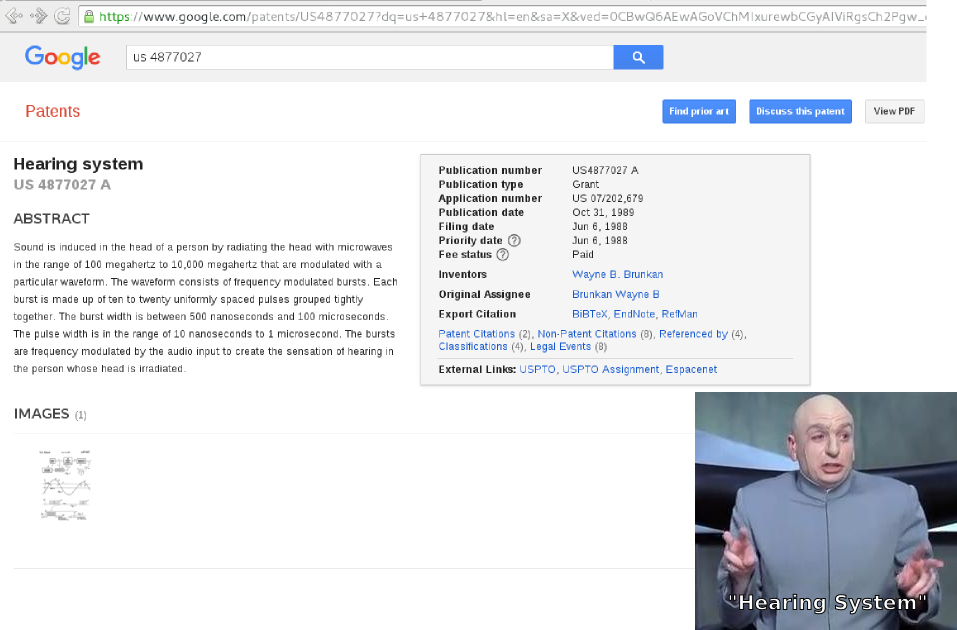 https://www.google.com/patents/US4877027?dq=us+4877027&hl=en&sa=X&ved=0CBwQ6AEwAGoVChMIxurewbCGyAIViRgsCh2Pgw_
Google
us 4877027
Patents
Find prior art
Discuss this patent
View PDF
Hearing system
US 4877027 A
ABSTRACT
Sound is induced in the head of a person by radiating the head with microwaves
in the range of 100 megahertz to 10,000 megahertz that are modulated with a
particular waveform. The waveform consists of frequency modulated bursts. Each
burst is made up of ten to twenty uniformly spaced pulses grouped tightly
together. The burst width is between 500 nanoseconds and 100 microseconds.
The pulse width is in the range of 10 nanoseconds to 1 microsecond. The bursts
are frequency modulated by the audio input to create the sensation of hearing in
the person whose head is irradiated.
Publication number US4877027 A
Publication type Grant
Application number US 07/202,679
Publication date Oct 31, 1989
Filing date Jun 6, 1988
Priority date ? Jun 6, 1988
Fee status ? Paid
Inventors Wayne B. Brunkan
Original Assignee Brunkan Wayne B
Export Citation BiBTeX, EndNote, RefMan
Patent Citations (2), Non-Patent Citations (8), Referenced by (4),
Classifications (4), Legal Events (8)
External Links: USPTO, USPTO Assignment, Espacenet
IMAGES (1)
"Hearing System"